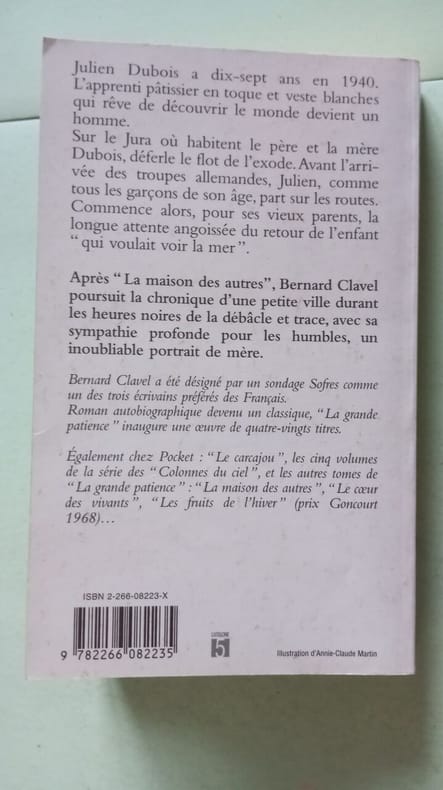 Julien Dubois a dix-sept ans en 1940.
L'apprenti pâtissier en toque et veste blanches
qui rêve de découvrir le monde devient un
homme.
Sur le Jura où habitent le père et la mère
Dubois, déferle le flot de l'exode. Avant l'arri-
vée des troupes allemandes, Julien, comme
tous les garçons de son âge, part sur les routes.
Commence alors, pour ses vieux parents, la
longue attente angoissée du retour de l'enfant
“ qui voulait voir la mer ”.
Après “ La maison des autres”, Bernard Clavel
poursuit la chronique d'une petite ville durant
les heures noires de la débâcle et trace, avec sa
sympathie profonde pour les humbles, un
inoubliable portrait de mère.
Bernard Clavel a été désigné par un sondage Sofres comme
un des trois écrivains préférés des Français.
Roman autobiographique devenu un classique, “ La grande
patience ” inaugure une œuvre de quatre-vingts titres.
Également chez Pocket : “ Le carcajou ”, les cinq volumes
de la série des “ Colonnes du ciel ”, et les autres tomes de
“ La grande patience ” : “ La maison des autres ”, “ Le cœur
des vivants ”, “ Les fruits de l'hiver ” (prix Goncourt
1968)…
ISBN 2-266-08223-X
9 782266 082235
CATÉGORIE
5
Illustration d'Annie-Claude Martin